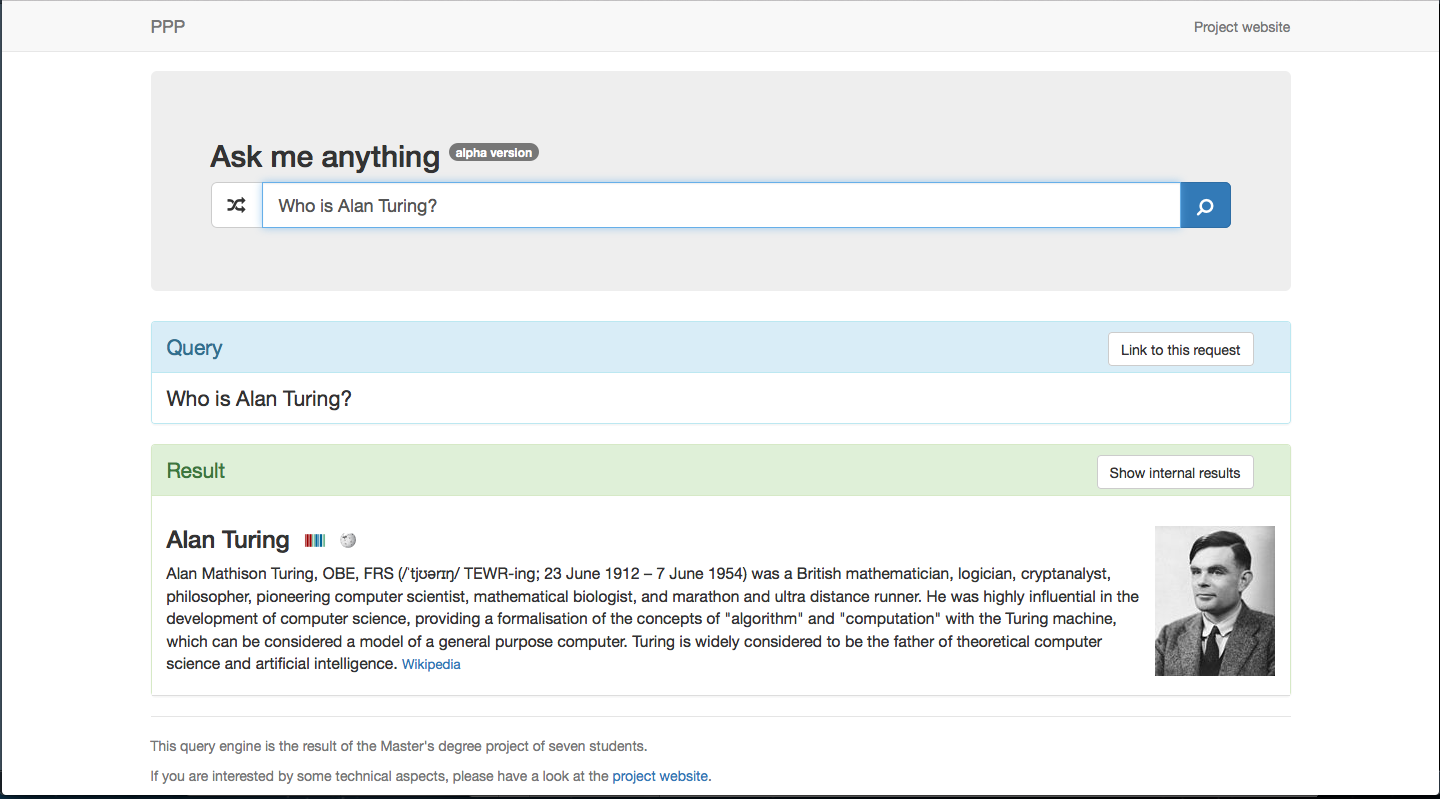 PPP
Project website
Ask me anything alpha version
Who is Alan Turing?
Query
Link to this request
Who is Alan Turing?
Result
Show internal results
Alan Turing
Alan Mathison Turing, OBE, FRS (/ˈtjʊərɪŋ/ TEWR-ing; 23 June 1912 – 7 June 1954) was a British mathematician, logician, cryptanalyst,
philosopher, pioneering computer scientist, mathematical biologist, and marathon and ultra distance runner. He was highly influential in the
development of computer science, providing a formalisation of the concepts of "algorithm" and "computation" with the Turing machine,
which can be considered a model of a general purpose computer. Turing is widely considered to be the father of theoretical computer
science and artificial intelligence. Wikipedia
This query engine is the result of the Master's degree project of seven students.
If you are interested by some technical aspects, please have a look at the project website.